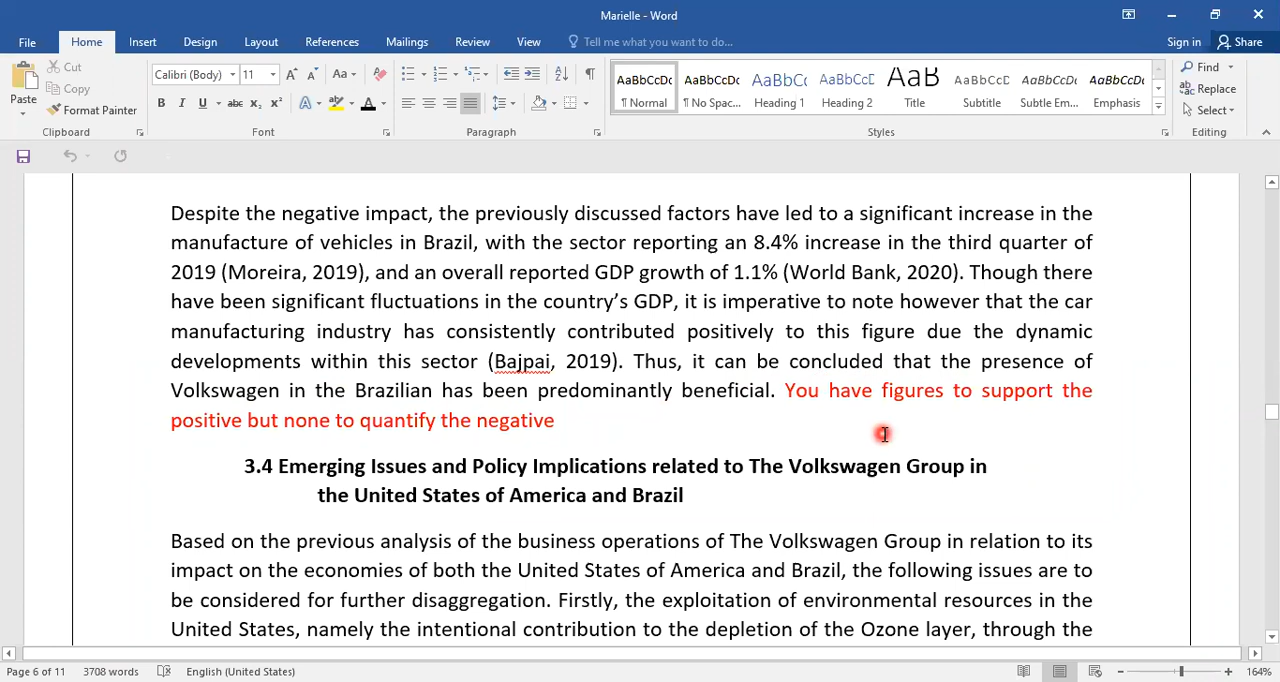 Marielle - Word
File Home Insert Design Layout References Mailings Review View Tell me what you want to do... Sign in Share
Paste Cut Copy Format Painter Clipboard
Calibri (Body) 11 Aa B I U abc x₂ x² A A Font
Paragraph
AaBbCcDc ¶ Normal AaBbCcDc ¶ No Spac... AaBbC( Heading 1 AaBbCcD Heading 2 AaB Title AaBbCcD Subtitle AaBbCcDc Subtle Em... AaBbCcDc Emphasis Styles
Find Replace Select Editing
Despite the negative impact, the previously discussed factors have led to a significant increase in the
manufacture of vehicles in Brazil, with the sector reporting an 8.4% increase in the third quarter of
2019 (Moreira, 2019), and an overall reported GDP growth of 1.1% (World Bank, 2020). Though there
have been significant fluctuations in the country’s GDP, it is imperative to note however that the car
manufacturing industry has consistently contributed positively to this figure due the dynamic
developments within this sector (Bajpai, 2019). Thus, it can be concluded that the presence of
Volkswagen in the Brazilian has been predominantly beneficial. You have figures to support the
positive but none to quantify the negative
3.4 Emerging Issues and Policy Implications related to The Volkswagen Group in
the United States of America and Brazil
Based on the previous analysis of the business operations of The Volkswagen Group in relation to its
impact on the economies of both the United States of America and Brazil, the following issues are to
be considered for further disaggregation. Firstly, the exploitation of environmental resources in the
United States, namely the intentional contribution to the depletion of the Ozone layer, through the
Page 6 of 11 3708 words English (United States) 164%